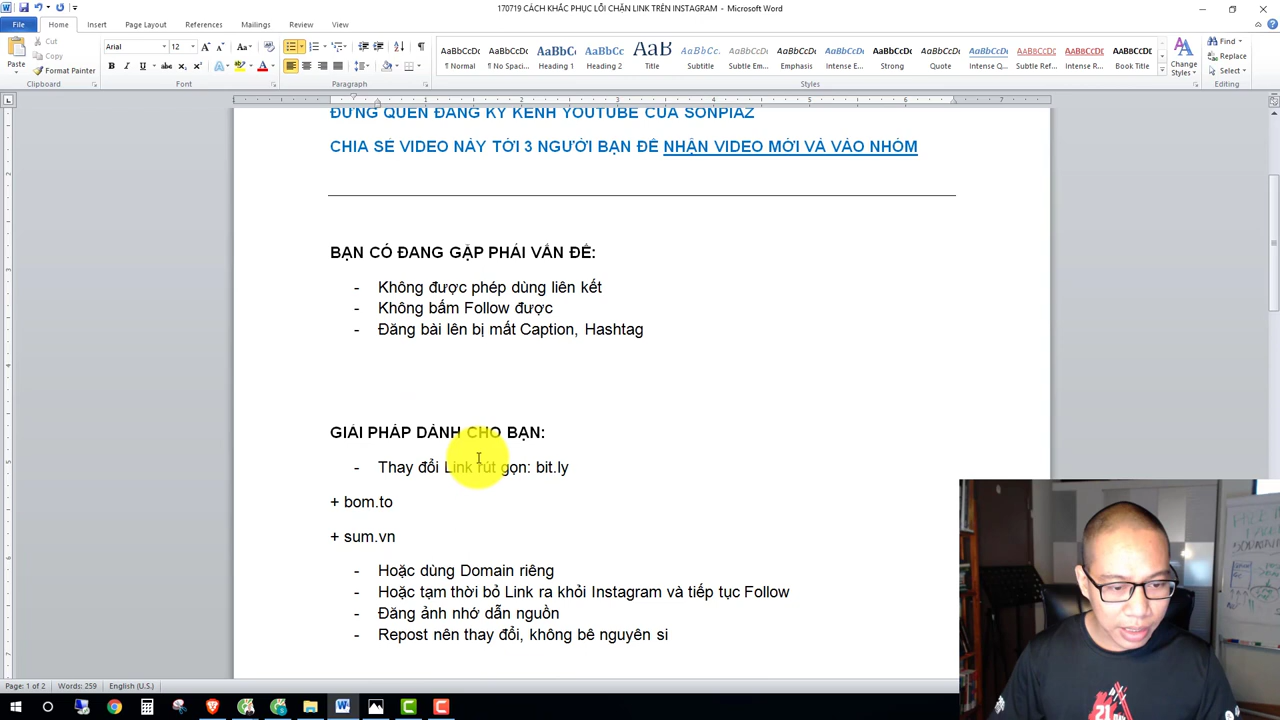 170719 CÁCH KHẮC PHỤC LỖI CHẶN LINK TRÊN INSTAGRAM - Microsoft Word
File Home Insert Page Layout References Mailings Review View
Cut
Copy
Format Painter
Paste
Arial 12
Clipboard Font Paragraph Styles Editing
AaBbCcDc AaBbCcDc AaBbC AaBbCc AaB AaBbCcD AaBbCcDc AaBbCcDc AaBbCcDc AaBbCcDc AaBbCcDc AaBbCcDc AABBCCDD AABBCCDD AaBbCcDc
¶ Normal ¶ No Spaci... Heading 1 Heading 2 Title Subtitle Subtle Em... Emphasis Intense E... Strong Quote Intense Q... Subtle Ref... Intense R... Book Title
Change Styles
Find
Replace
Select
ĐỪNG QUÊN ĐĂNG KÝ KÊNH YOUTUBE CỦA SONPIAZ
CHIA SẺ VIDEO NÀY TỚI 3 NGƯỜI BẠN ĐỂ NHẬN VIDEO MỚI VÀ VÀO NHÓM
BẠN CÓ ĐANG GẶP PHẢI VẤN ĐỀ:
- Không được phép dùng liên kết
- Không bấm Follow được
- Đăng bài lên bị mất Caption, Hashtag
GIẢI PHÁP DÀNH CHO BẠN:
- Thay đổi Link rút gọn: bit.ly
+ bom.to
+ sum.vn
- Hoặc dùng Domain riêng
- Hoặc tạm thời bỏ Link ra khỏi Instagram và tiếp tục Follow
- Đăng ảnh nhớ dẫn nguồn
- Repost nên thay đổi, không bê nguyên si
Page: 1 of 2 Words: 259 English (U.S.)
21